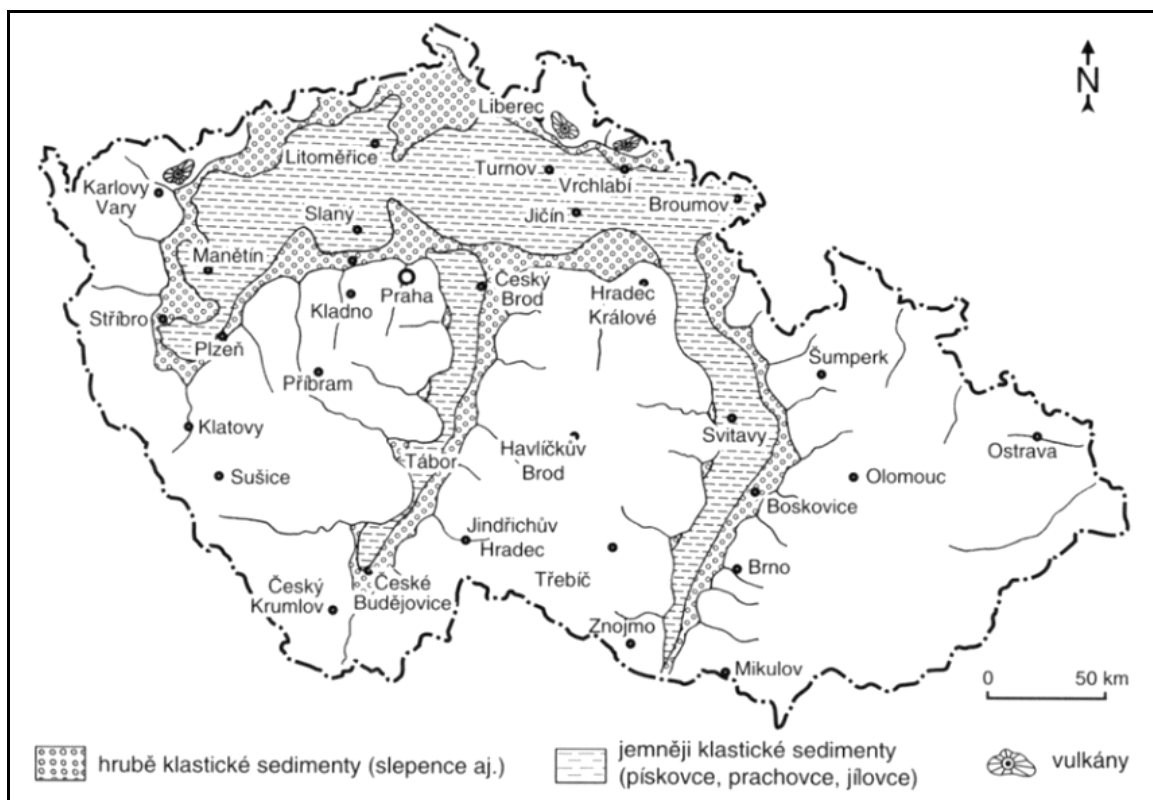 N
Liberec
Litoměřice
Turnov
Vrchlabí
Karlovy
Vary
Broumov
Slaný
Jičín
Manětín
Český
Brod
Praha
Hradec
Králové
Kladno
Stříbro
Plzeň
Šumperk
Příbram
Klatovy
Svitavy
Havlíčkův
Brod
Ostrava
Tábor
Sušice
Olomouc
Boskovice
Jindřichův
Hradec
Třebíč
Brno
České
Budějovice
Český
Krumlov
Znojmo
Mikulov
0 50 km
hrubě klastické sedimenty (slepence aj.)
jemněji klastické sedimenty
(pískovce, prachovce, jílovce)
vulkány